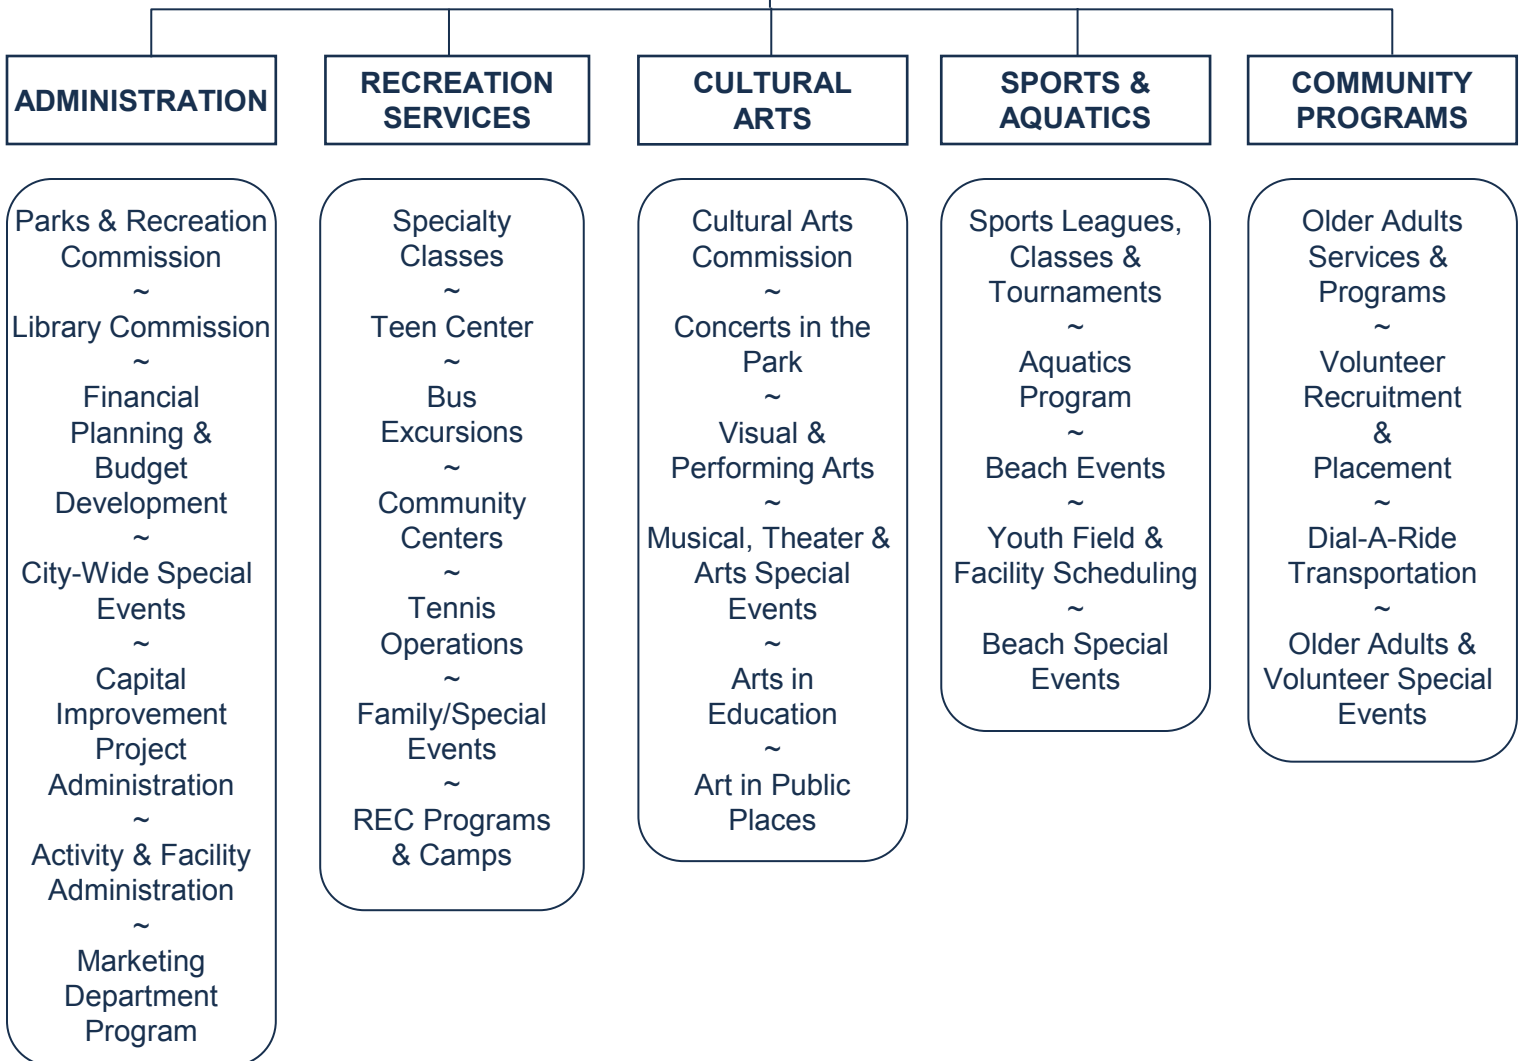 ADMINISTRATION
RECREATION
SERVICES
CULTURAL
ARTS
SPORTS &
AQUATICS
COMMUNITY
PROGRAMS
Parks & Recreation
Commission
~
Library Commission
~
Financial
Planning &
Budget
Development
~
City-Wide Special
Events
~
Capital
Improvement
Project
Administration
~
Activity & Facility
Administration
~
Marketing
Department
Program
Specialty
Classes
~
Teen Center
~
Bus
Excursions
~
Community
Centers
~
Tennis
Operations
~
Family/Special
Events
~
REC Programs
& Camps
Cultural Arts
Commission
~
Concerts in the
Park
~
Visual &
Performing Arts
~
Musical, Theater &
Arts Special
Events
~
Arts in
Education
~
Art in Public
Places
Sports Leagues,
Classes &
Tournaments
~
Aquatics
Program
~
Beach Events
~
Youth Field &
Facility Scheduling
~
Beach Special
Events
Older Adults
Services &
Programs
~
Volunteer
Recruitment
&
Placement
~
Dial-A-Ride
Transportation
~
Older Adults &
Volunteer Special
Events